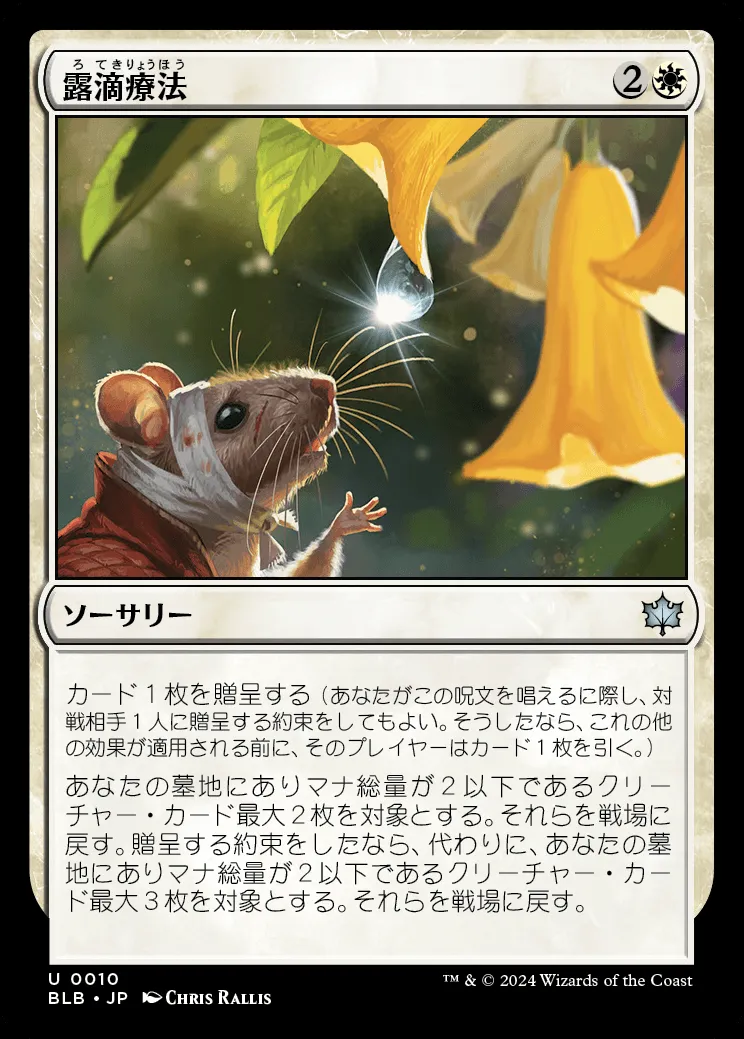 ろてきりょうほう
露滴療法
2
ソーサリー
カード1枚を贈呈する（あなたがこの呪文を唱えるに際し、対
戦相手1人に贈呈する約束をしてもよい。そうしたなら、これの他
の効果が適用される前に、そのプレイヤーはカード1枚を引く。）
あなたの墓地にありマナ総量が2以下であるクリー
チャー・カード最大2枚を対象とする。それらを戦場に
戻す。贈呈する約束をしたなら、代わりに、あなたの墓
地にありマナ総量が2以下であるクリーチャー・カー
ド最大3枚を対象とする。それらを戦場に戻す。
U 0010
BLB • JP CHRIS RALLIS
™ & © 2024 Wizards of the Coast